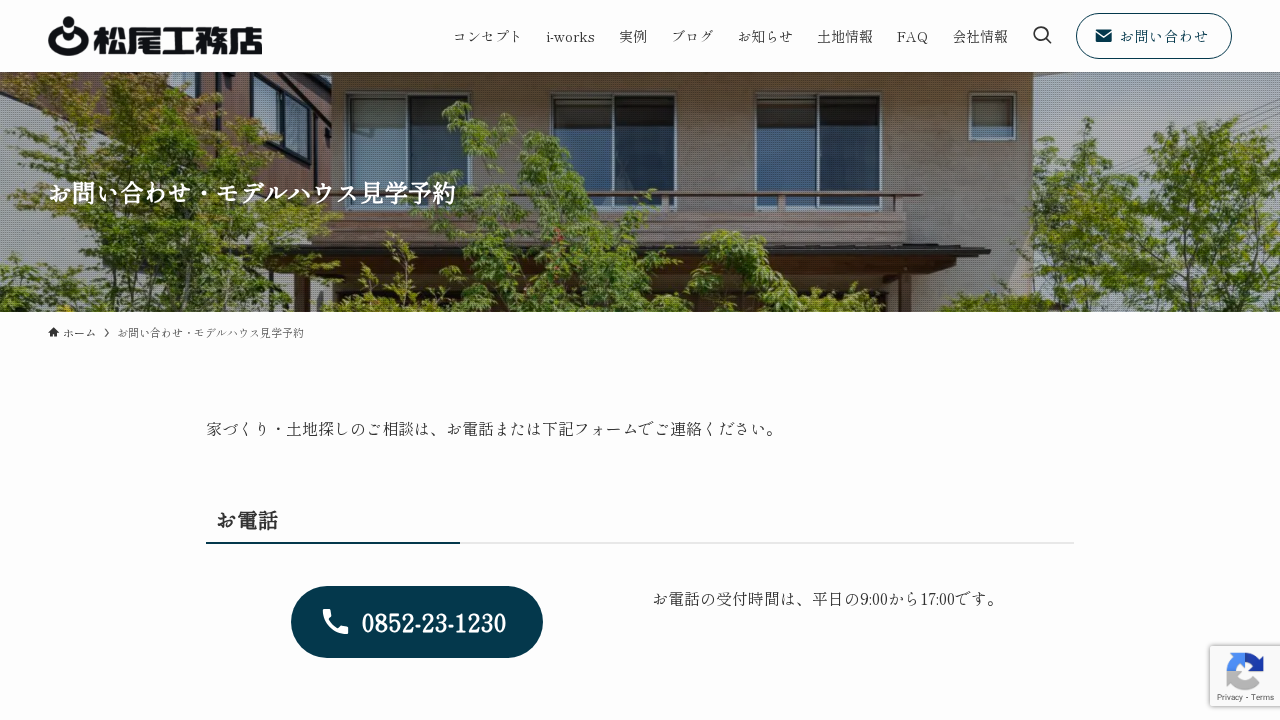 松尾工務店
コンセプト i-works 実例 ブログ お知らせ 土地情報 FAQ 会社情報 お問い合わせ
お問い合わせ・モデルハウス見学予約
ホーム お問い合わせ・モデルハウス見学予約
家づくり・土地探しのご相談は、お電話または下記フォームでご連絡ください。
お電話
0852-23-1230
お電話の受付時間は、平日の9:00から17:00です。
Privacy - Terms